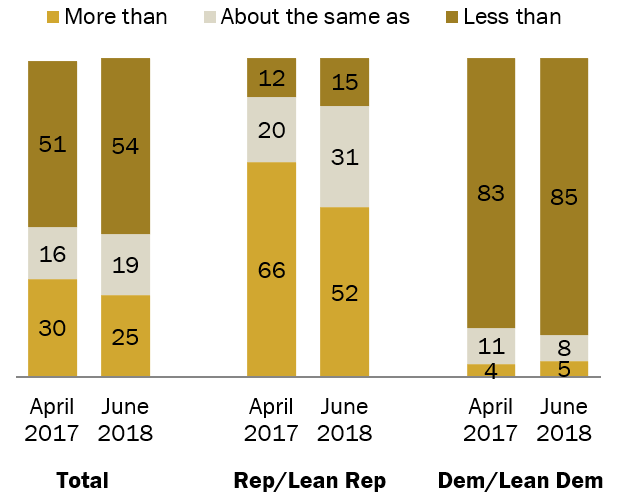 More than About the same as Less than
51 54 12 15 83 85
16 19 20 31 11 8
30 25 66 52 4 5
April June April June April June
2017 2018 2017 2018 2017 2018
Total Rep/Lean Rep Dem/Lean Dem